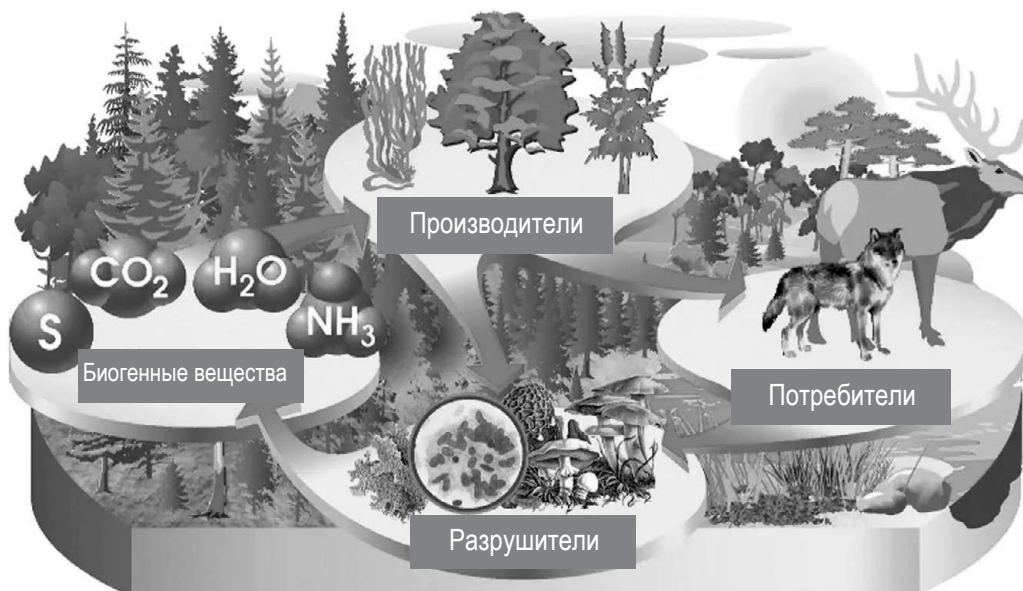 Производители
CO₂
H₂O
S
NH₃
Биогенные вещества
Потребители
Разрушители